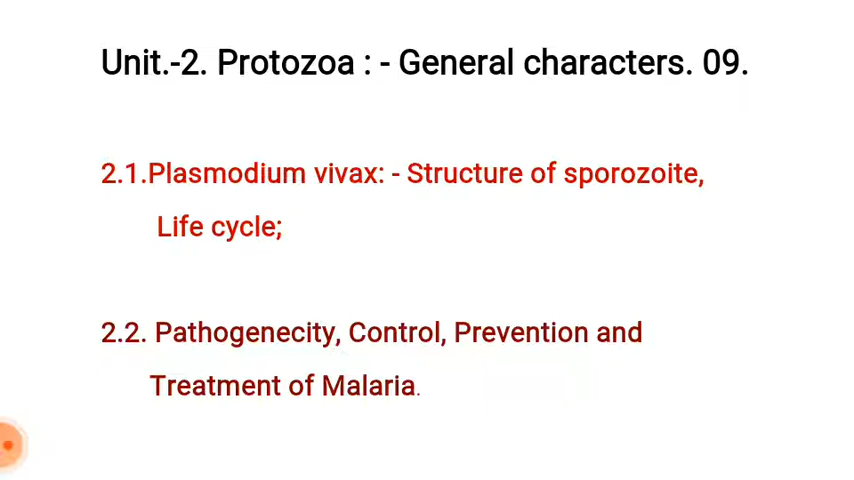 Unit.-2. Protozoa : - General characters. 09.
2.1.Plasmodium vivax: - Structure of sporozoite,
Life cycle;
2.2. Pathogenecity, Control, Prevention and
Treatment of Malaria.